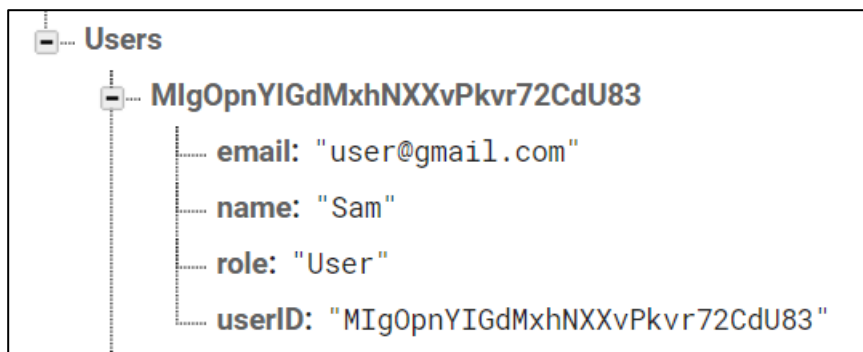 Users
MIgOpnYIGdMxhNXXvPkvr72CdU83
email: "user@gmail.com"
name: "Sam"
role: "User"
userID: "MIgOpnYIGdMxhNXXvPkvr72CdU83"